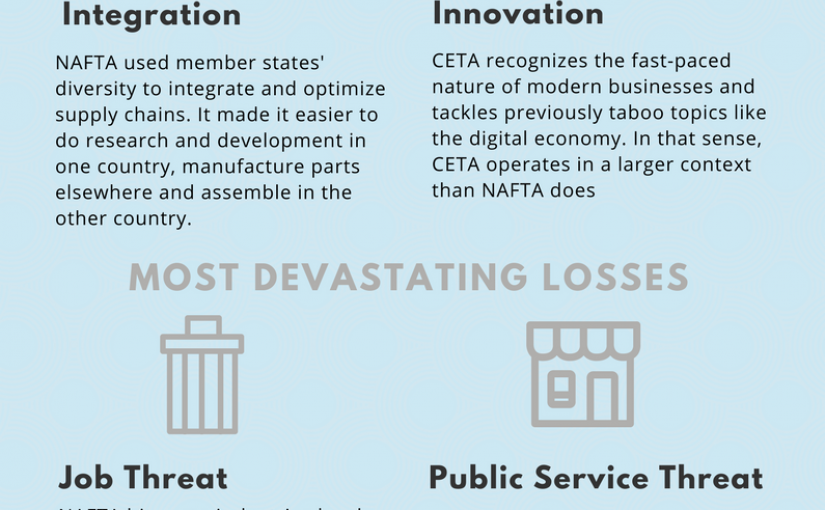 Integration
NAFTA used member states'
diversity to integrate and optimize
supply chains. It made it easier to
do research and development in
one country, manufacture parts
elsewhere and assemble in the
other country.
Innovation
CETA recognizes the fast-paced
nature of modern businesses and
tackles previously taboo topics like
the digital economy. In that sense,
CETA operates in a larger context
than NAFTA does
MOST DEVASTATING LOSSES
Job Threat
Public Service Threat